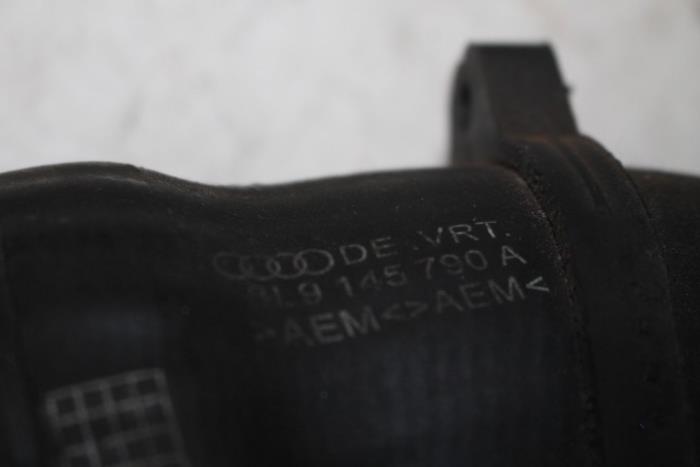 DE .VRT.
8L9 145 790 A
>AEM<>AEM<